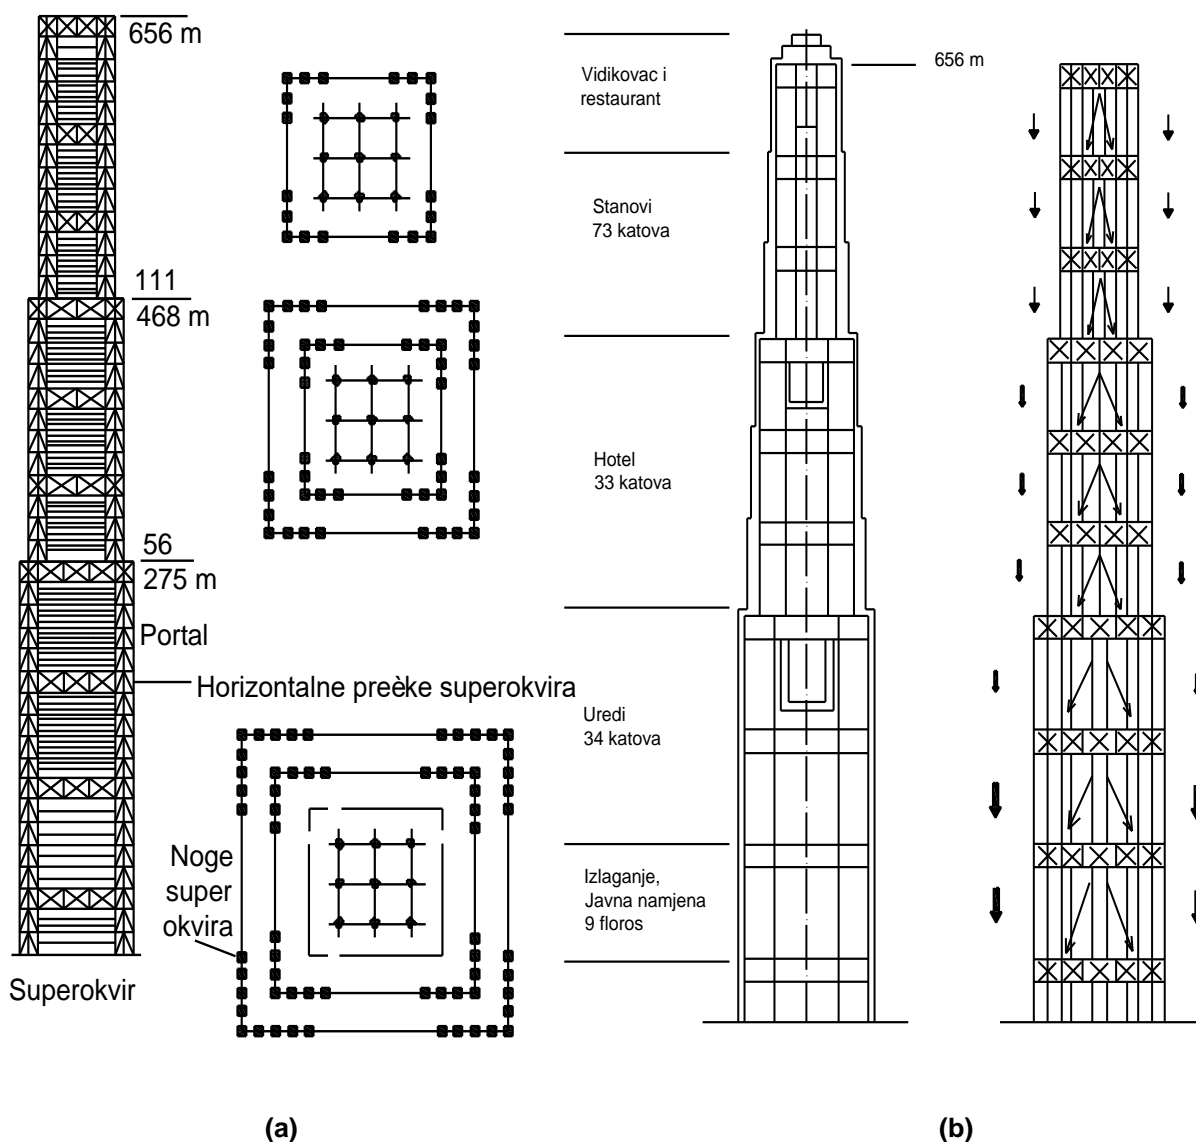 656 m
111
468 m
56
275 m
Portal
Horizontalne preèke superokvira
Noge
super
okvira
Superokvir
(a)
Vidikovac i
restaurant
656 m
Stanovi
73 katova
Hotel
33 katova
Uredi
34 katova
Izlaganje,
Javna namjena
9 floros
(b)